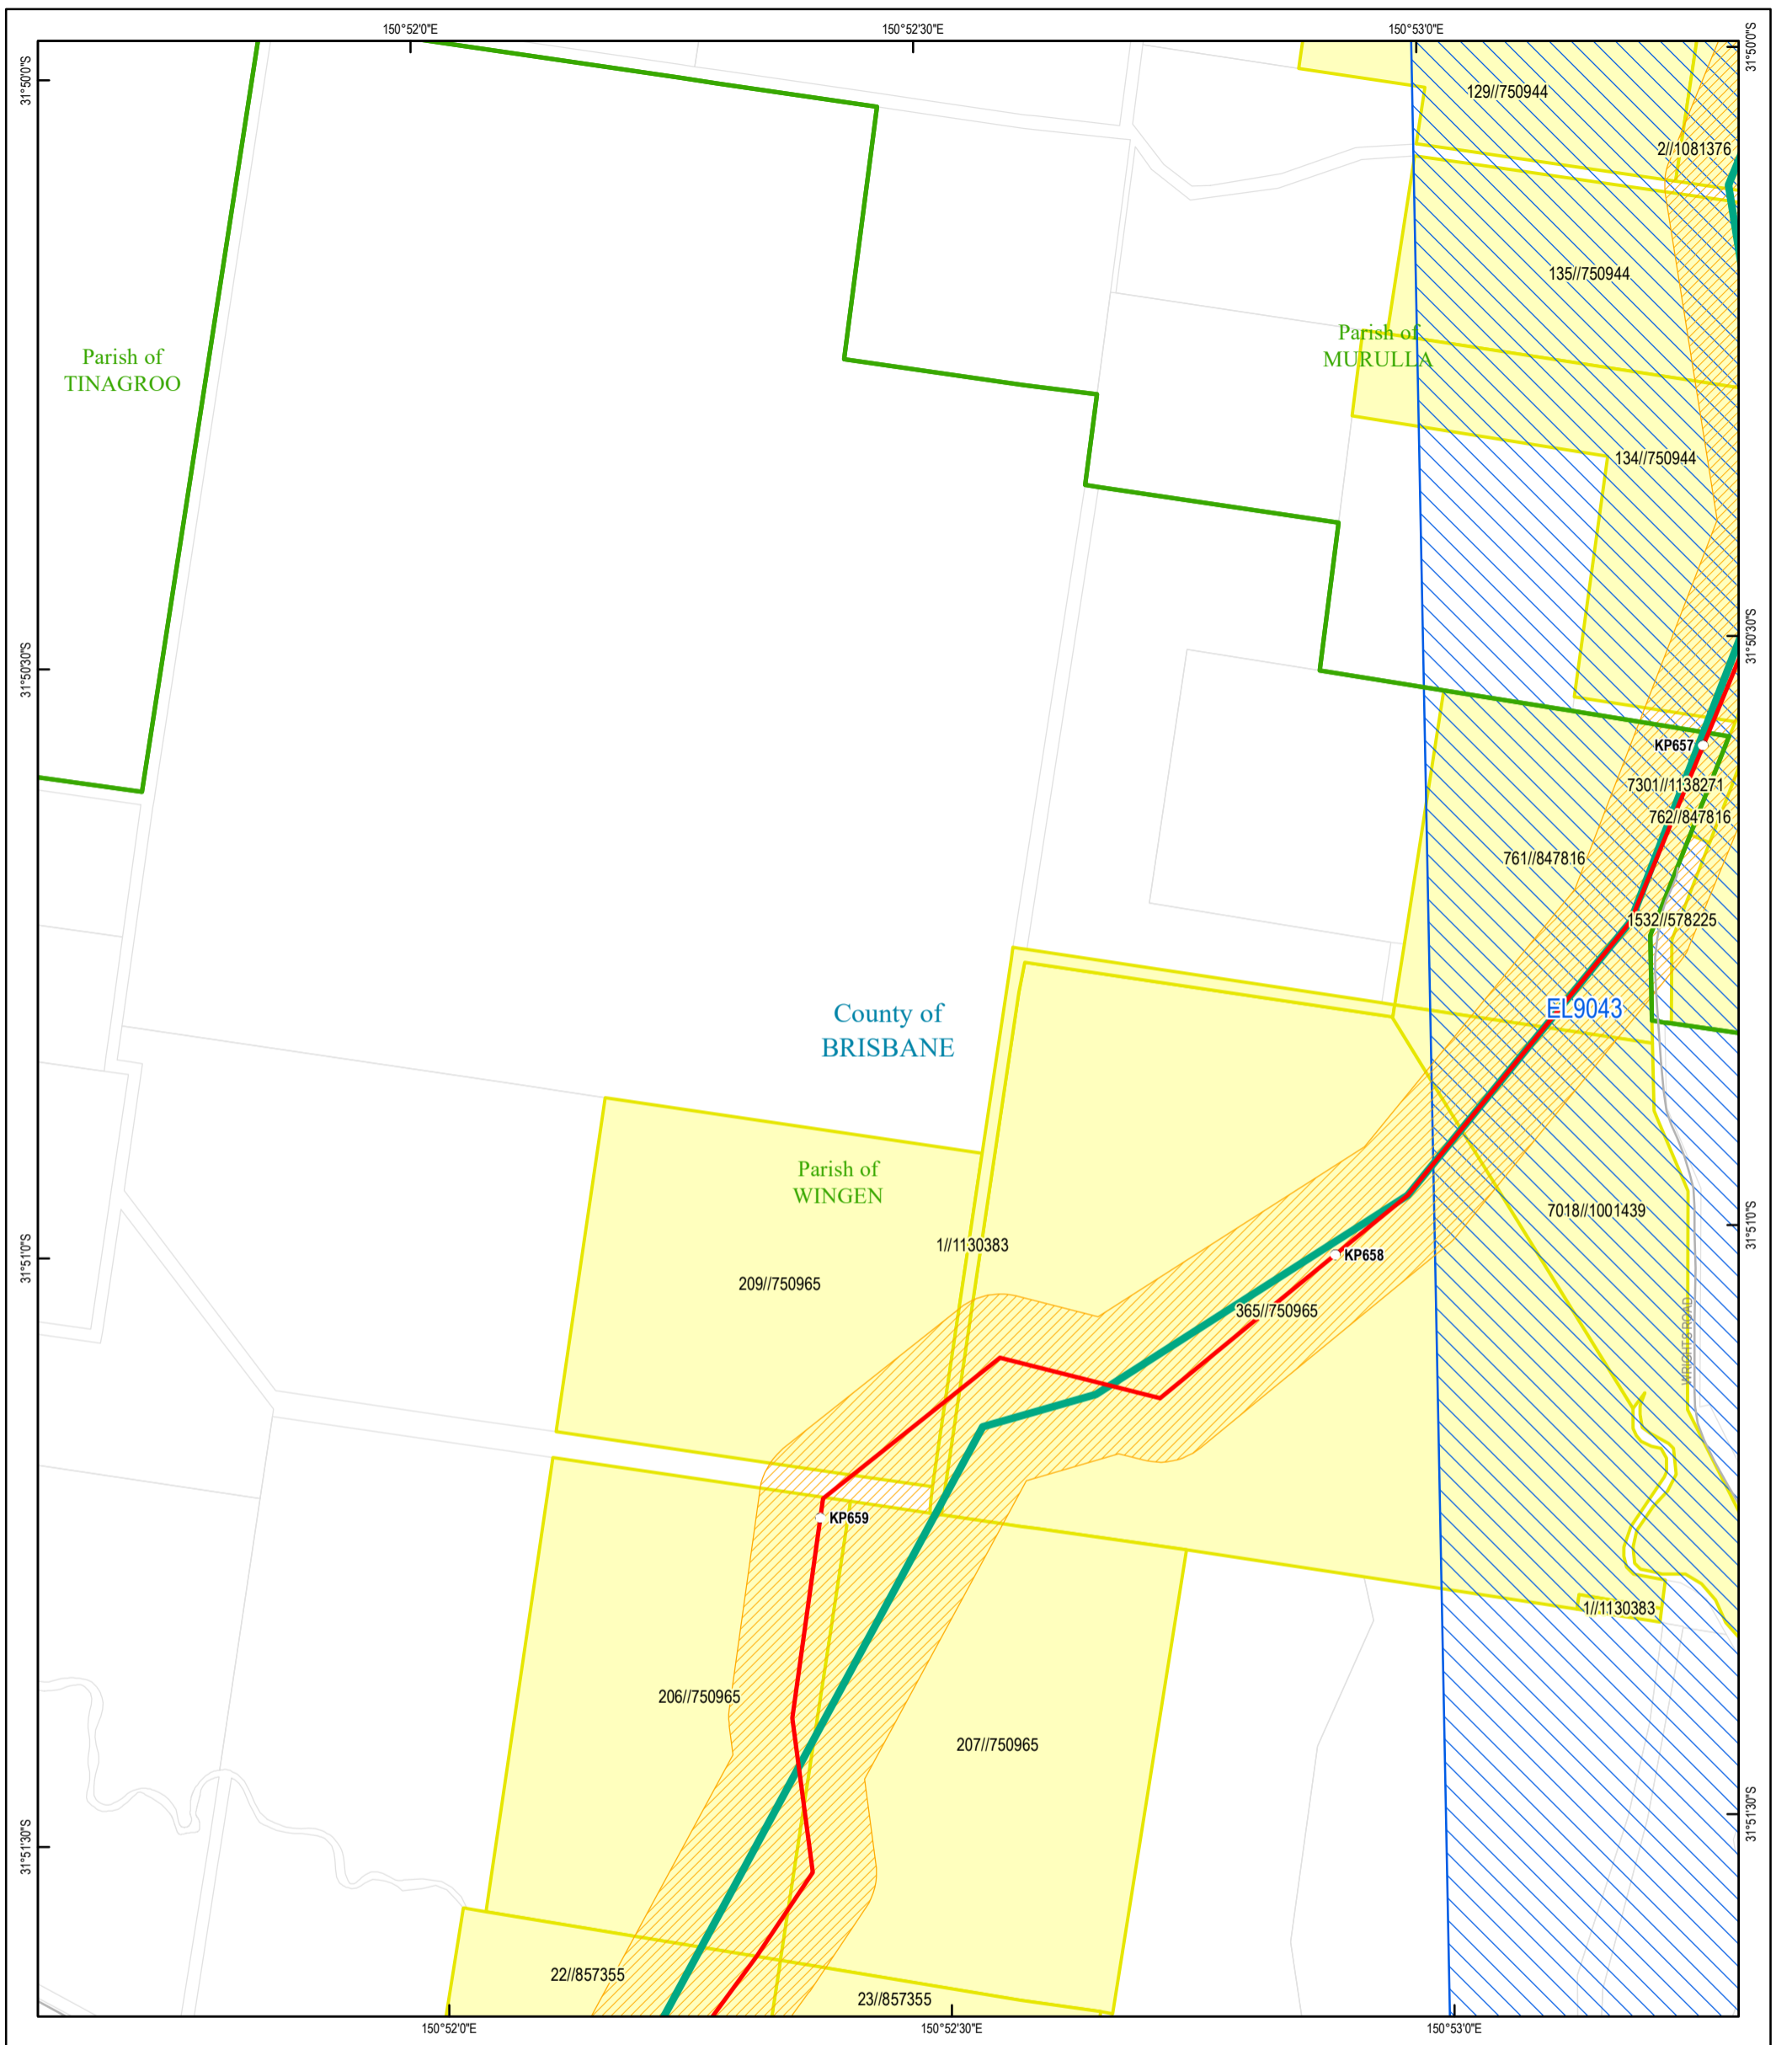 150°52'0"E
150°52'30"E
150°53'0"E
31°50'0"S
31°50'0"S
129//750944
2//1081376
135//750944
Parish of
MURULLA
Parish of
TINAGROO
134//750944
31°50'30"S
31°50'30"S
KP657
7301//1138271
762//847816
761//847816
1532//578225
EL9043
County of
BRISBANE
Parish of
WINGEN
7018//1001439
1//1130383
KP658
209//750965
365//750965
31°51'0"S
31°51'0"S
WRIGHTS ROAD
KP659
1//1130383
206//750965
207//750965
31°51'30"S
31°51'30"S
22//857355
23//857355
150°52'0"E
150°52'30"E
150°53'0"E